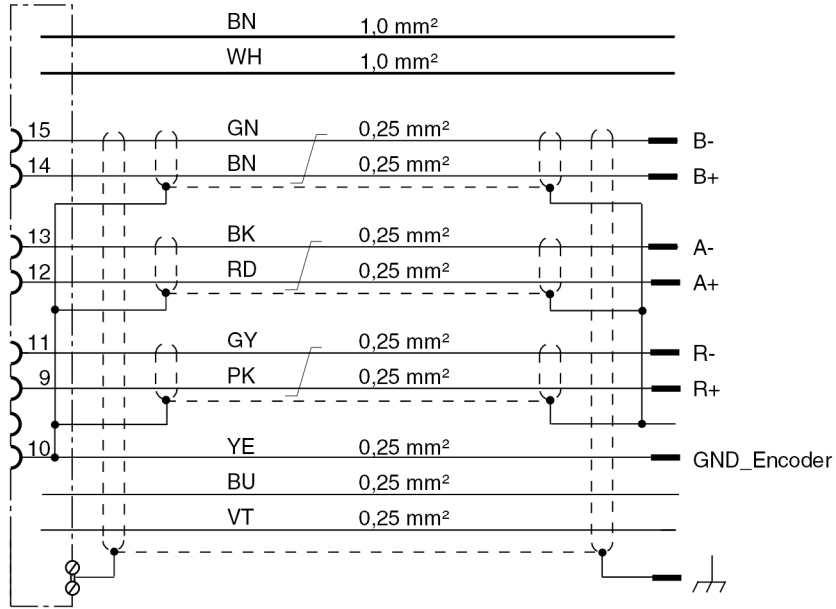 BN 1,0 mm²
WH 1,0 mm²
15 GN 0,25 mm² B-
14 BN 0,25 mm² B+
13 BK 0,25 mm² A-
12 RD 0,25 mm² A+
11 GY 0,25 mm² R-
9 PK 0,25 mm² R+
10 YE 0,25 mm² GND_Encoder
BU 0,25 mm²
VT 0,25 mm²